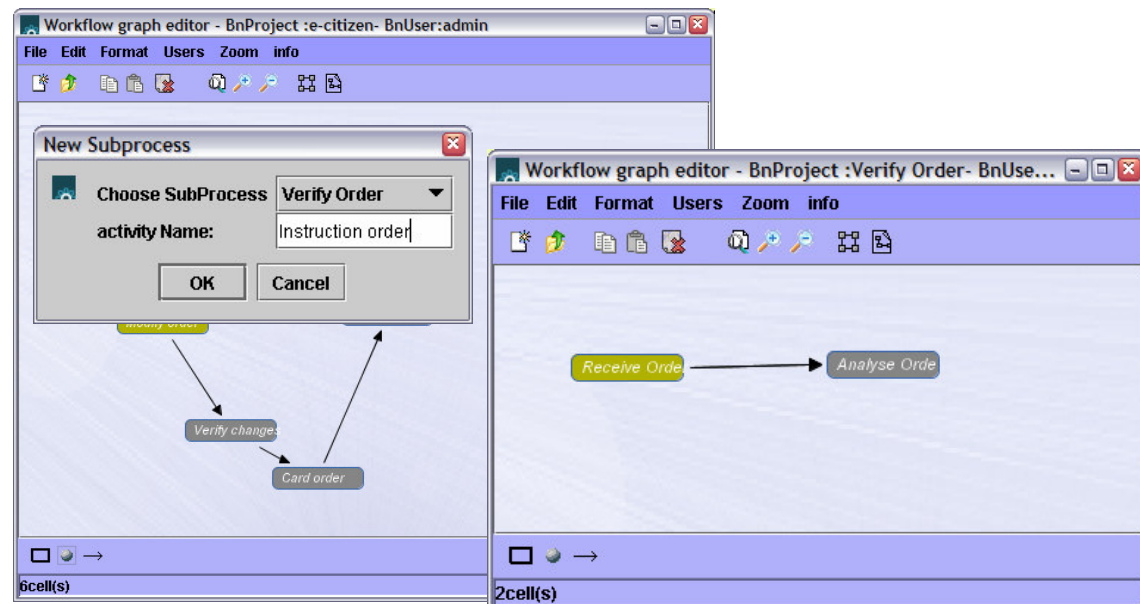 Workflow graph editor - BnProject :e-citizen- BnUser:admin
File Edit Format Users Zoom info
New Subprocess
Choose SubProcess Verify Order
activity Name: Instruction order
OK Cancel
Modify order
Verify changes
Card order
6cell(s)
Workflow graph editor - BnProject :Verify Order- BnUse...
File Edit Format Users Zoom info
Receive Orde
Analyse Orde
2cell(s)